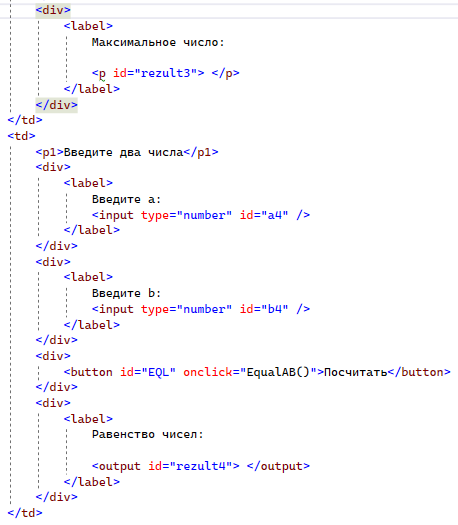 <div>
<label>
Максимальное число:
<p id="rezult3"> </p>
</label>
</div>
</td>
<td>
<p1>Введите два числа</p1>
<div>
<label>
Введите a:
<input type="number" id="a4" />
</label>
</div>
<div>
<label>
Введите b:
<input type="number" id="b4" />
</label>
</div>
<div>
<button id="EQL" onclick="EqualAB()">Посчитать</button>
</div>
<div>
<label>
Равенство чисел:
<output id="rezult4"> </output>
</label>
</div>
</td>